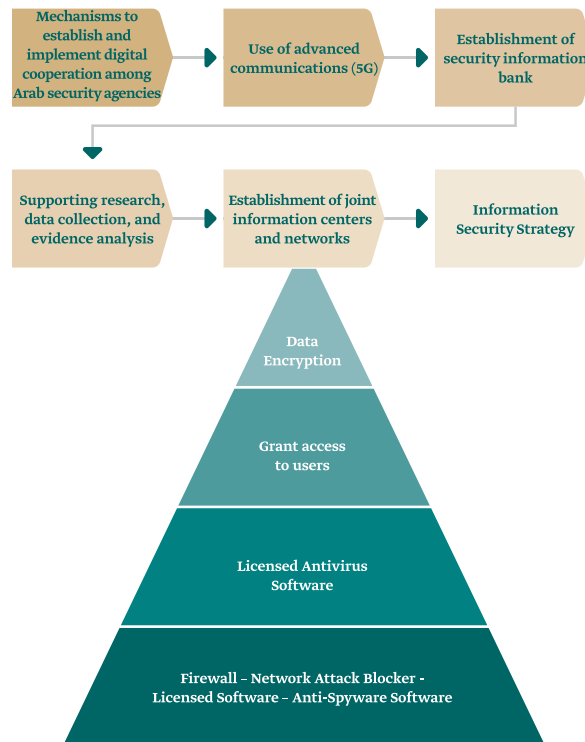 Mechanisms to
establish and
implement digital
cooperation among
Arab security agencies
Use of advanced
communications (5G)
Establishment of
security information
bank
Supporting research,
data collection, and
evidence analysis
Establishment of joint
information centers
and networks
Information
Security Strategy
Data
Encryption
Grant access
to users
Licensed Antivirus
Software
Firewall – Network Attack Blocker -
Licensed Software – Anti-Spyware Software